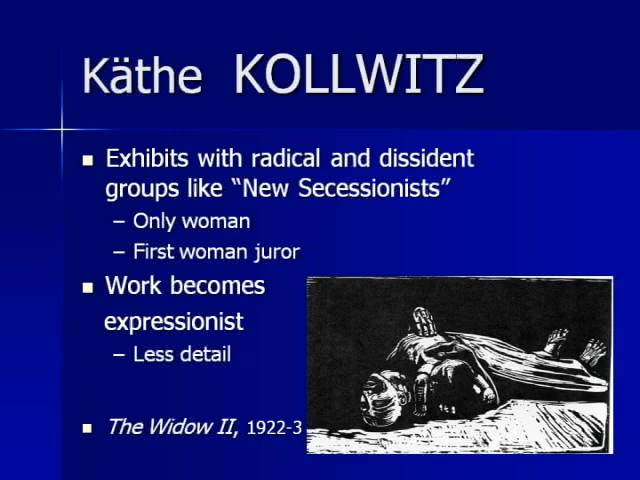 Käthe KOLLWITZ
Exhibits with radical and dissident
groups like “New Secessionists”
– Only woman
– First woman juror
Work becomes
expressionist
– Less detail
The Widow II, 1922-3